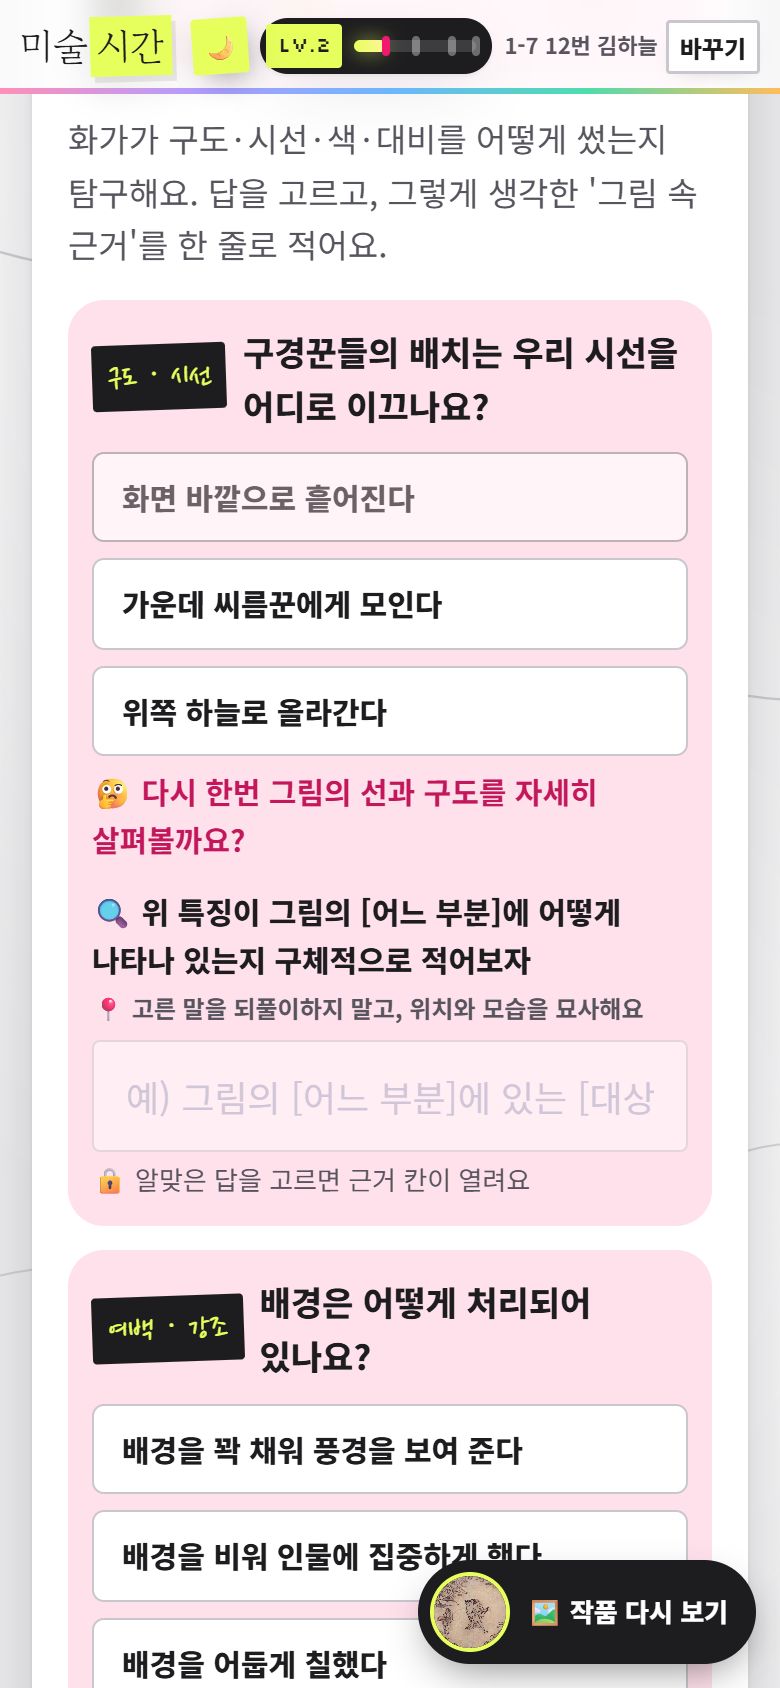 미술 시간 🌙 LV.2 1-7 12번 김하늘 바꾸기
화가가 구도·시선·색·대비를 어떻게 썼는지
탐구해요. 답을 고르고, 그렇게 생각한 '그림 속
근거'를 한 줄로 적어요.
구도 · 시선
구경꾼들의 배치는 우리 시선을
어디로 이끄나요?
화면 바깥으로 흩어진다
가운데 씨름꾼에게 모인다
위쪽 하늘로 올라간다
🤔 다시 한번 그림의 선과 구도를 자세히
살펴볼까요?
🔍 위 특징이 그림의 [어느 부분]에 어떻게
나타나 있는지 구체적으로 적어보자
📍 고른 말을 되풀이하지 말고, 위치와 모습을 묘사해요
예) 그림의 [어느 부분]에 있는 [대상
🔒 알맞은 답을 고르면 근거 칸이 열려요
여백 · 강조
배경은 어떻게 처리되어
있나요?
배경을 꽉 채워 풍경을 보여 준다
배경을 비워 인물에 집중하게 했다
🖼️ 작품 다시 보기
배경을 어둡게 칠했다